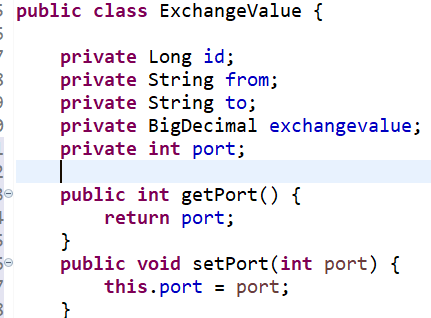 public class ExchangeValue {
private Long id;
private String from;
private String to;
private BigDecimal exchangevalue;
private int port;
public int getPort() {
return port;
}
public void setPort(int port) {
this.port = port;
}